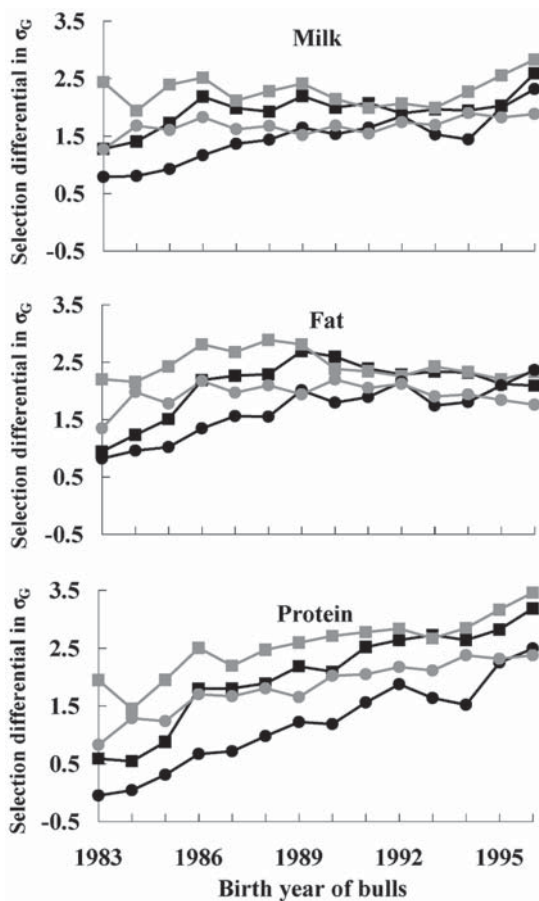 Milk
Selection differential in σG
3.5
2.5
1.5
0.5
-0.5
Fat
Selection differential in σG
3.5
2.5
1.5
0.5
-0.5
Protein
Selection differential in σG
3.5
2.5
1.5
0.5
-0.5
1983 1986 1989 1992 1995
Birth year of bulls